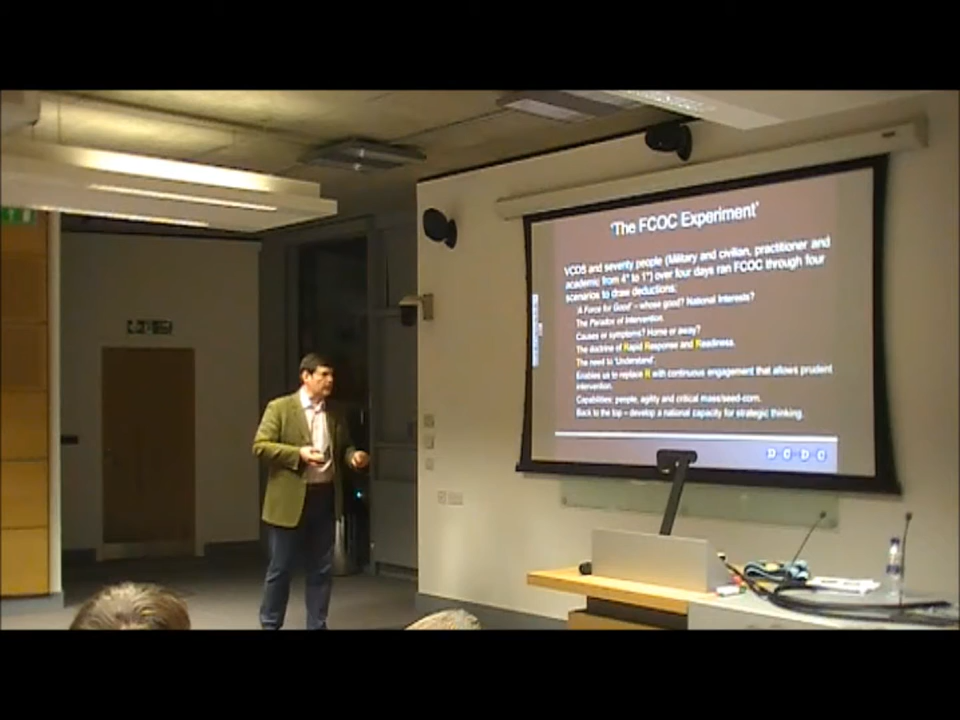 'The FCOC Experiment'
VCDS and seventy people (Military and civilian, practitioner and
academic from 4* to 1*) over four days ran FCOC through four
scenarios to draw deductions:
'A Force for Good' – whose good? National Interests?
The Paradox of Intervention.
Causes or symptoms? Home or away?
The doctrine of Rapid Response and Readiness.
The need to 'Understand'.
Enables us to replace R with continuous engagement that allows prudent
intervention.
Capabilities: people, agility and critical mass/seed-corn.
Back to the top – develop a national capacity for strategic thinking.
D C D C